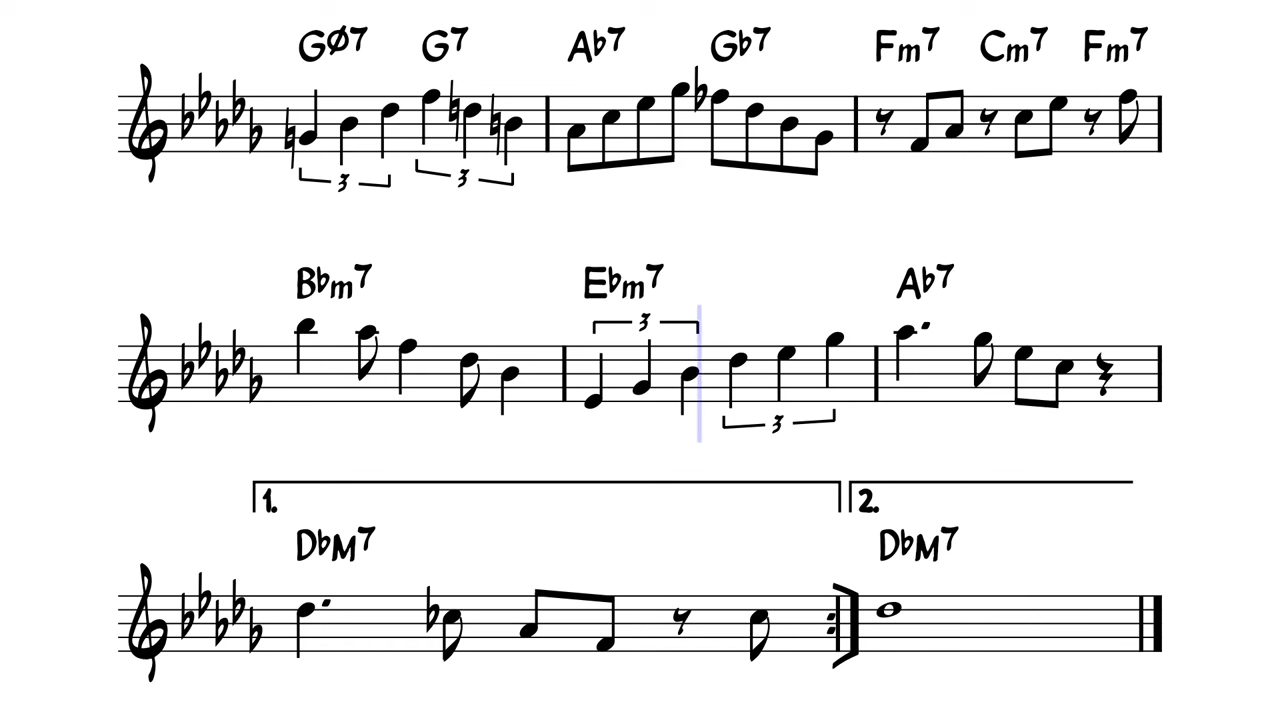 Gø7 G7 Ab7 Gb7 Fm7 Cm7 Fm7
3 3
Bbm7 Ebm7 Ab7
3
3
1. 2.
DbM7 DbM7